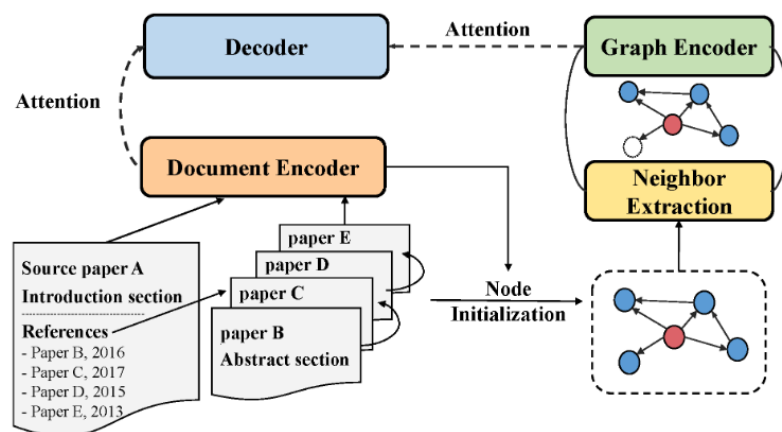 Attention
Decoder
Graph Encoder
Attention
Document Encoder
Neighbor
Extraction
paper E
paper D
paper C
paper B
Abstract section
Source paper A
Introduction section
References
- Paper B, 2016
- Paper C, 2017
- Paper D, 2015
- Paper E, 2013
Node
Initialization